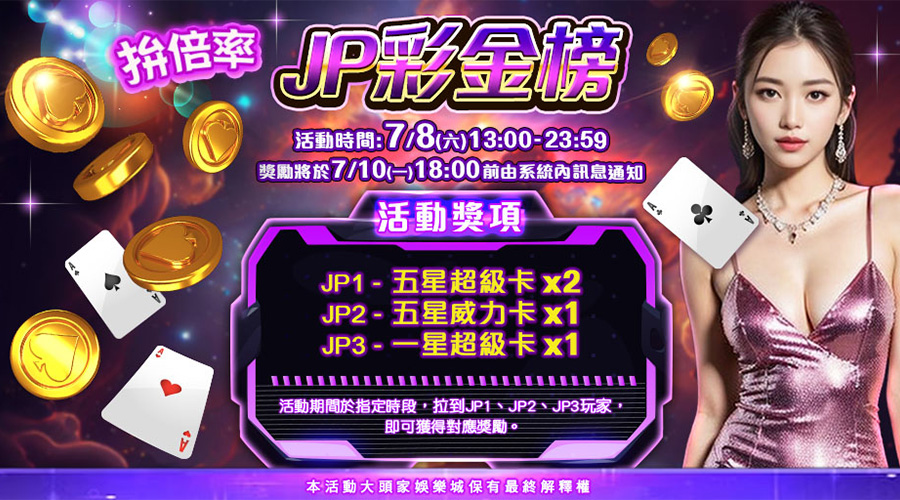 拚倍率
JP彩金榜
活動時間:7/8(六)13:00-23:59
獎勵將於7/10(一)18:00前由系統內訊息通知
活動獎項
JP1 - 五星超級卡 x2
JP2 - 五星威力卡 x1
JP3 - 一星超級卡 x1
活動期間於指定時段，拉到JP1、JP2、JP3玩家，
即可獲得對應獎勵。
本活動大頭家娛樂城保有最終解釋權
A
A
A
A
A